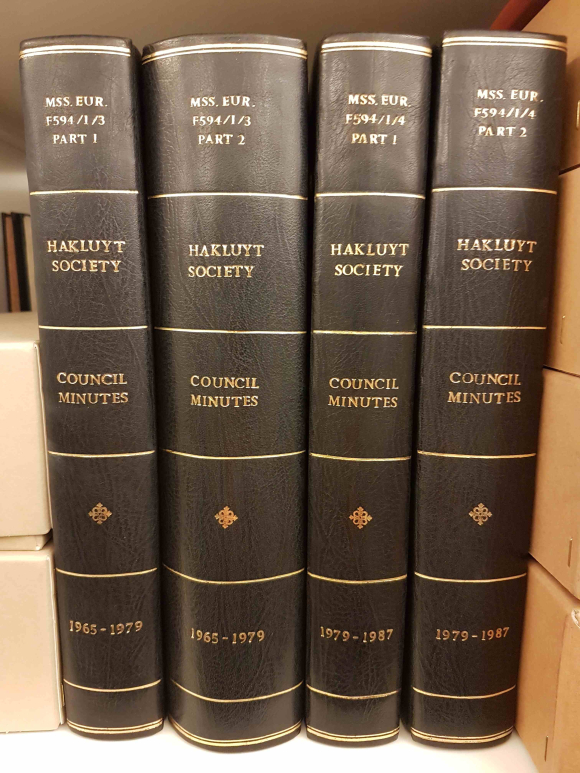 MSS. EUR.
F594/1/3
PART 1
HAKLUYT
SOCIETY
COUNCIL
MINUTES
1965-1979
MSS. EUR.
F594/1/3
PART 2
HAKLUYT
SOCIETY
COUNCIL
MINUTES
1965-1979
MSS. EUR.
F594/1/4
PART 1
HAKLUYT
SOCIETY
COUNCIL
MINUTES
1979-1987
MSS. EUR.
F594/1/4
PART 2
HAKLUYT
SOCIETY
COUNCIL
MINUTES
1979-1987